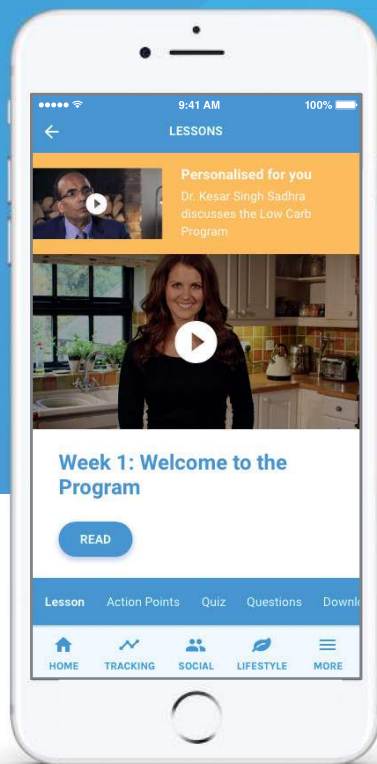 9:41 AM
100%
LESSONS
Personalised for you
Dr. Kesar Singh Sadhra
discusses the Low Carb
Program
Week 1: Welcome to the
Program
READ
Lesson Action Points Quiz Questions Downl
HOME TRACKING SOCIAL LIFESTYLE MORE